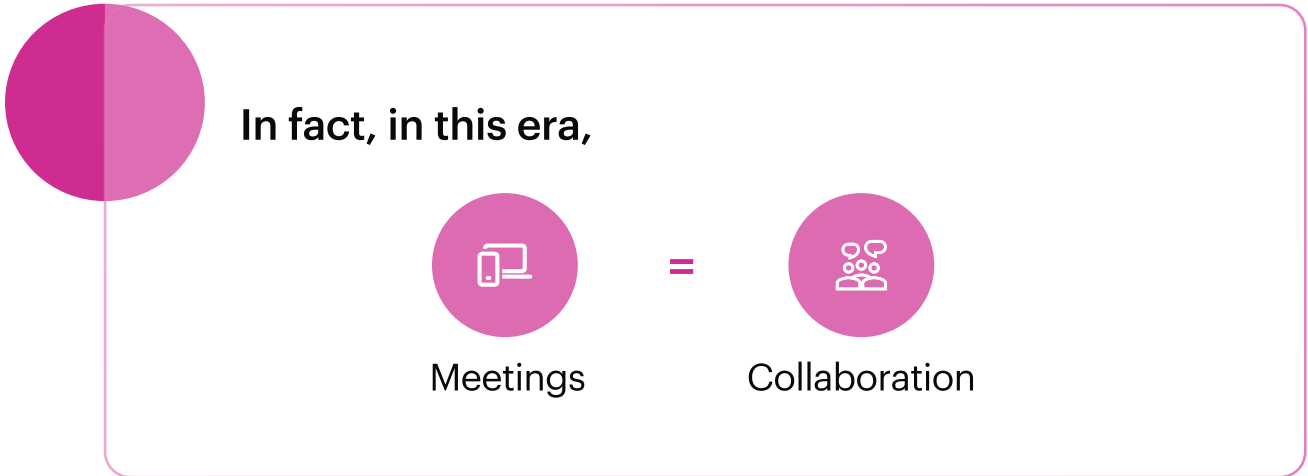 In fact, in this era,
=
Meetings
Collaboration